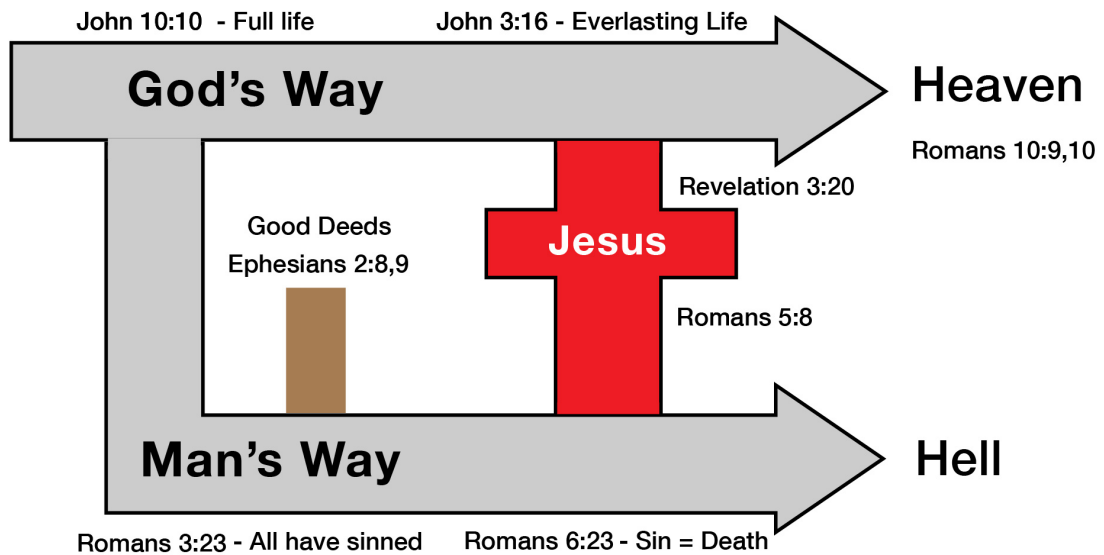 John 10:10 - Full life
John 3:16 - Everlasting Life
God's Way
Heaven
Romans 10:9,10
Revelation 3:20
Good Deeds
Ephesians 2:8,9
Jesus
Romans 5:8
Man's Way
Hell
Romans 3:23 - All have sinned
Romans 6:23 - Sin = Death